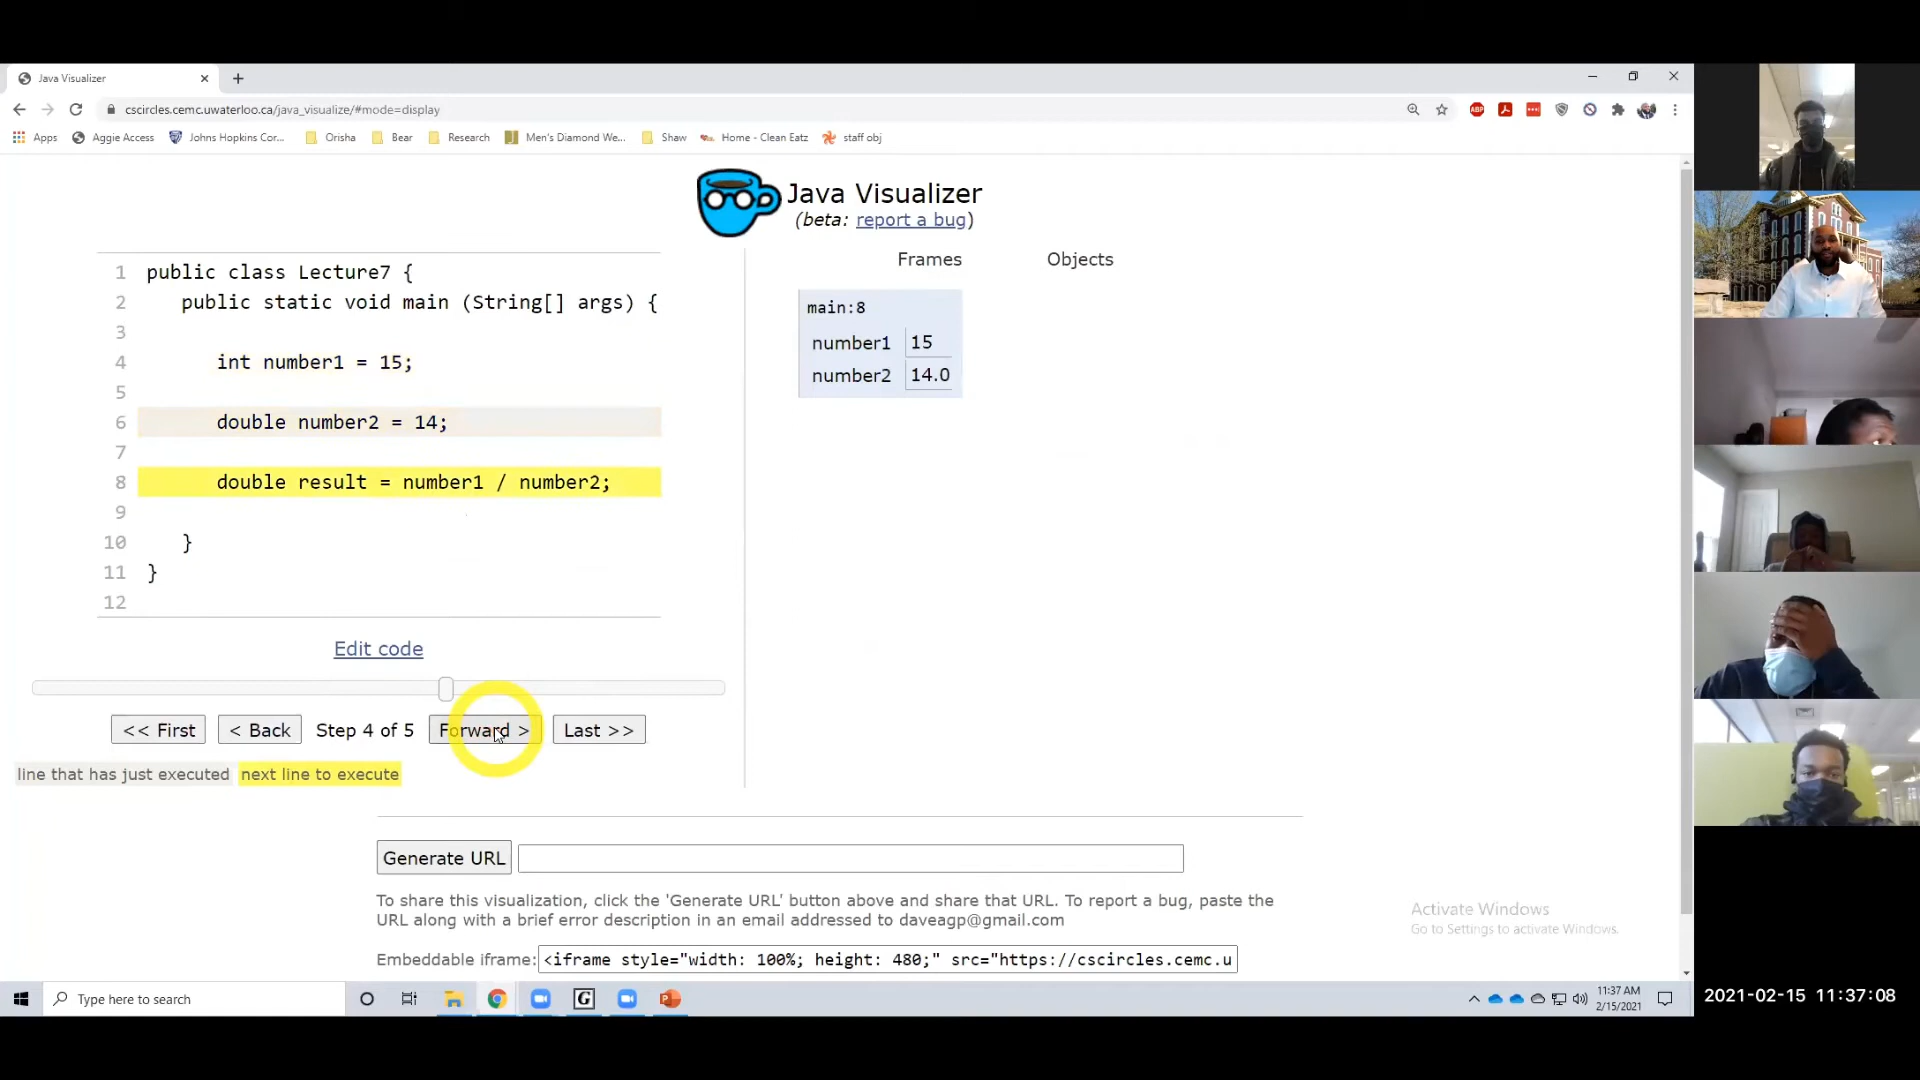 Java Visualizer
cscircles.cemc.uwaterloo.ca/java_visualize/#mode=display
Apps Aggie Access Johns Hopkins Cor... Orisha Bear Research Men's Diamond We... Shaw Home - Clean Eatz staff obj
Java Visualizer
(beta: report a bug)
Frames Objects
1 public class Lecture7 {
2 public static void main (String[] args) {
3
4 int number1 = 15;
5
6 double number2 = 14;
7
8 double result = number1 / number2;
9
10 }
11 }
12
main:8
number1 15
number2 14.0
Edit code
<< First < Back Step 4 of 5 Forward > Last >>
line that has just executed next line to execute
Generate URL
To share this visualization, click the 'Generate URL' button above and share that URL. To report a bug, paste the
URL along with a brief error description in an email addressed to daveagp@gmail.com
Embeddable iframe: <iframe style="width: 100%; height: 480;" src="https://cscircles.cemc.u
Activate Windows
Go to Settings to activate Windows.
Type here to search
G
11:37 AM
2/15/2021
2021-02-15 11:37:08
ABP